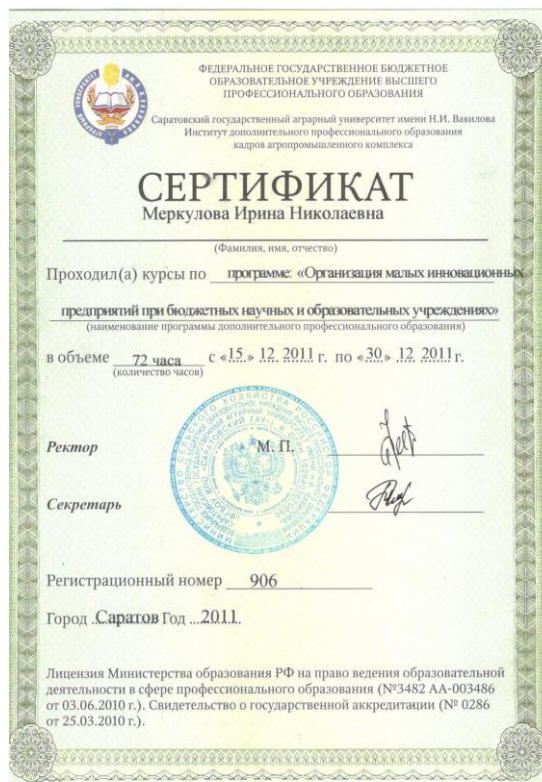 ФЕДЕРАЛЬНОЕ ГОСУДАРСТВЕННОЕ БЮДЖЕТНОЕ
ОБРАЗОВАТЕЛЬНОЕ УЧРЕЖДЕНИЕ ВЫСШЕГО
ПРОФЕССИОНАЛЬНОГО ОБРАЗОВАНИЯ
Саратовский государственный аграрный университет имени Н.И. Вавилова
Институт дополнительного профессионального образования
кадров агропромышленного комплекса
СЕРТИФИКАТ
Меркулова Ирина Николаевна
(Фамилия, имя, отчество)
Проходил(а) курсы по программе: «Организация малых инновационных
предприятий при бюджетных научных и образовательных учреждениях»
(наименование программы дополнительного профессионального образования)
в объеме 72 часа с «15.» 12. 2011 г. по «30» 12 2011 г.
(количество часов)
Ректор М. П.
Секретарь
Регистрационный номер 906
Город Саратов Год 2011
Лицензия Министерства образования РФ на право ведения образовательной
деятельности в сфере профессионального образования (№3482 АА-003486
от 03.06.2010 г.). Свидетельство о государственной аккредитации (№ 0286
от 25.03.2010 г.).